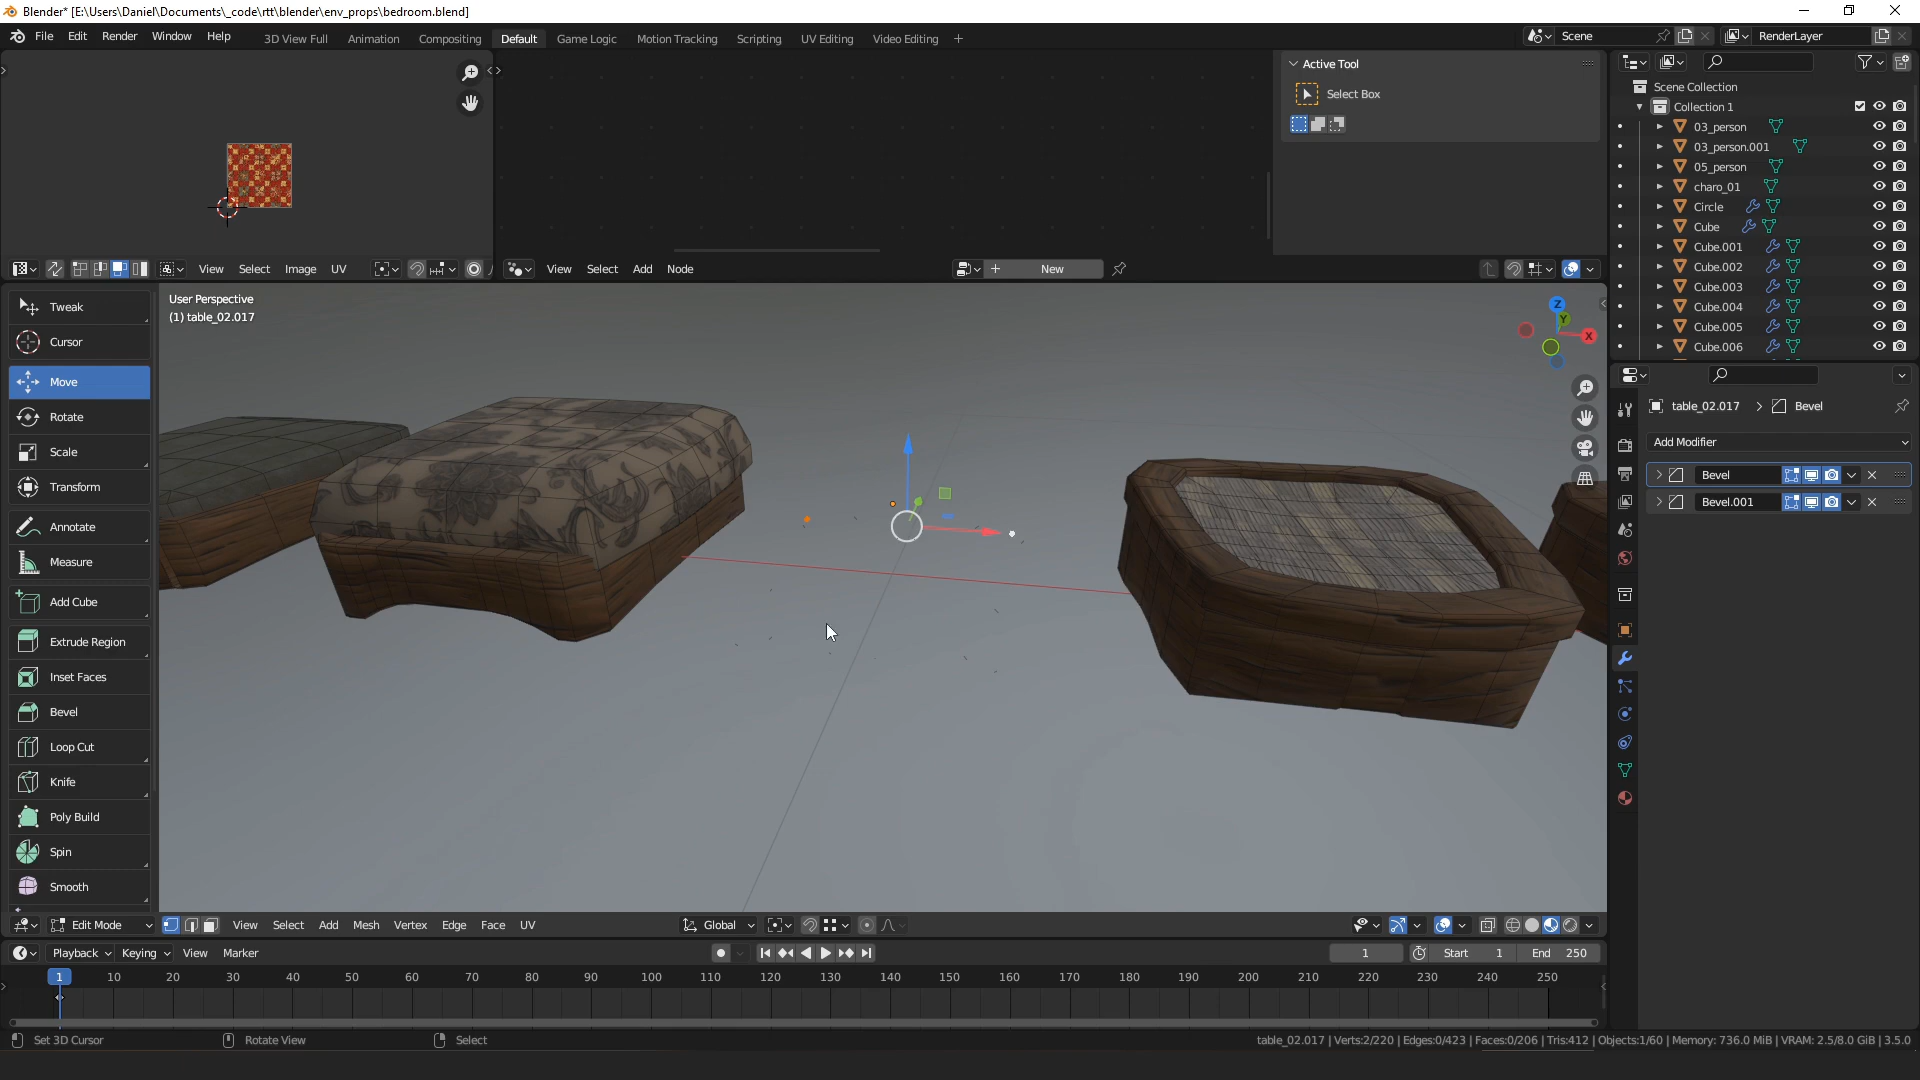 Blender* [E:\Users\Daniel\Documents\_code\rtt\blender\env_props\bedroom.blend]
File Edit Render Window Help 3D View Full Animation Compositing Default Game Logic Motion Tracking Scripting UV Editing Video Editing + Scene RenderLayer
Active Tool
Select Box
View Select Image UV
View Select Add Node New
Scene Collection
Collection 1
03_person
03_person.001
05_person
charo_01
Circle
Cube
Cube.001
Cube.002
Cube.003
Cube.004
Cube.005
Cube.006
Tweak
Cursor
Move
Rotate
Scale
Transform
Annotate
Measure
Add Cube
Extrude Region
Inset Faces
Bevel
Loop Cut
Knife
Poly Build
Spin
Smooth
User Perspective
(1) table_02.017
Z
Y
X
table_02.017 > Bevel
Add Modifier
Bevel
Bevel.001
Edit Mode View Select Add Mesh Vertex Edge Face UV Global
Playback Keying View Marker 1 Start 1 End 250
1 10 20 30 40 50 60 70 80 90 100 110 120 130 140 150 160 170 180 190 200 210 220 230 240 250
Set 3D Cursor Rotate View Select table_02.017 | Verts:2/220 | Edges:0/423 | Faces:0/206 | Tris:412 | Objects:1/60 | Memory: 736.0 MiB | VRAM: 2.5/8.0 GiB | 3.5.0